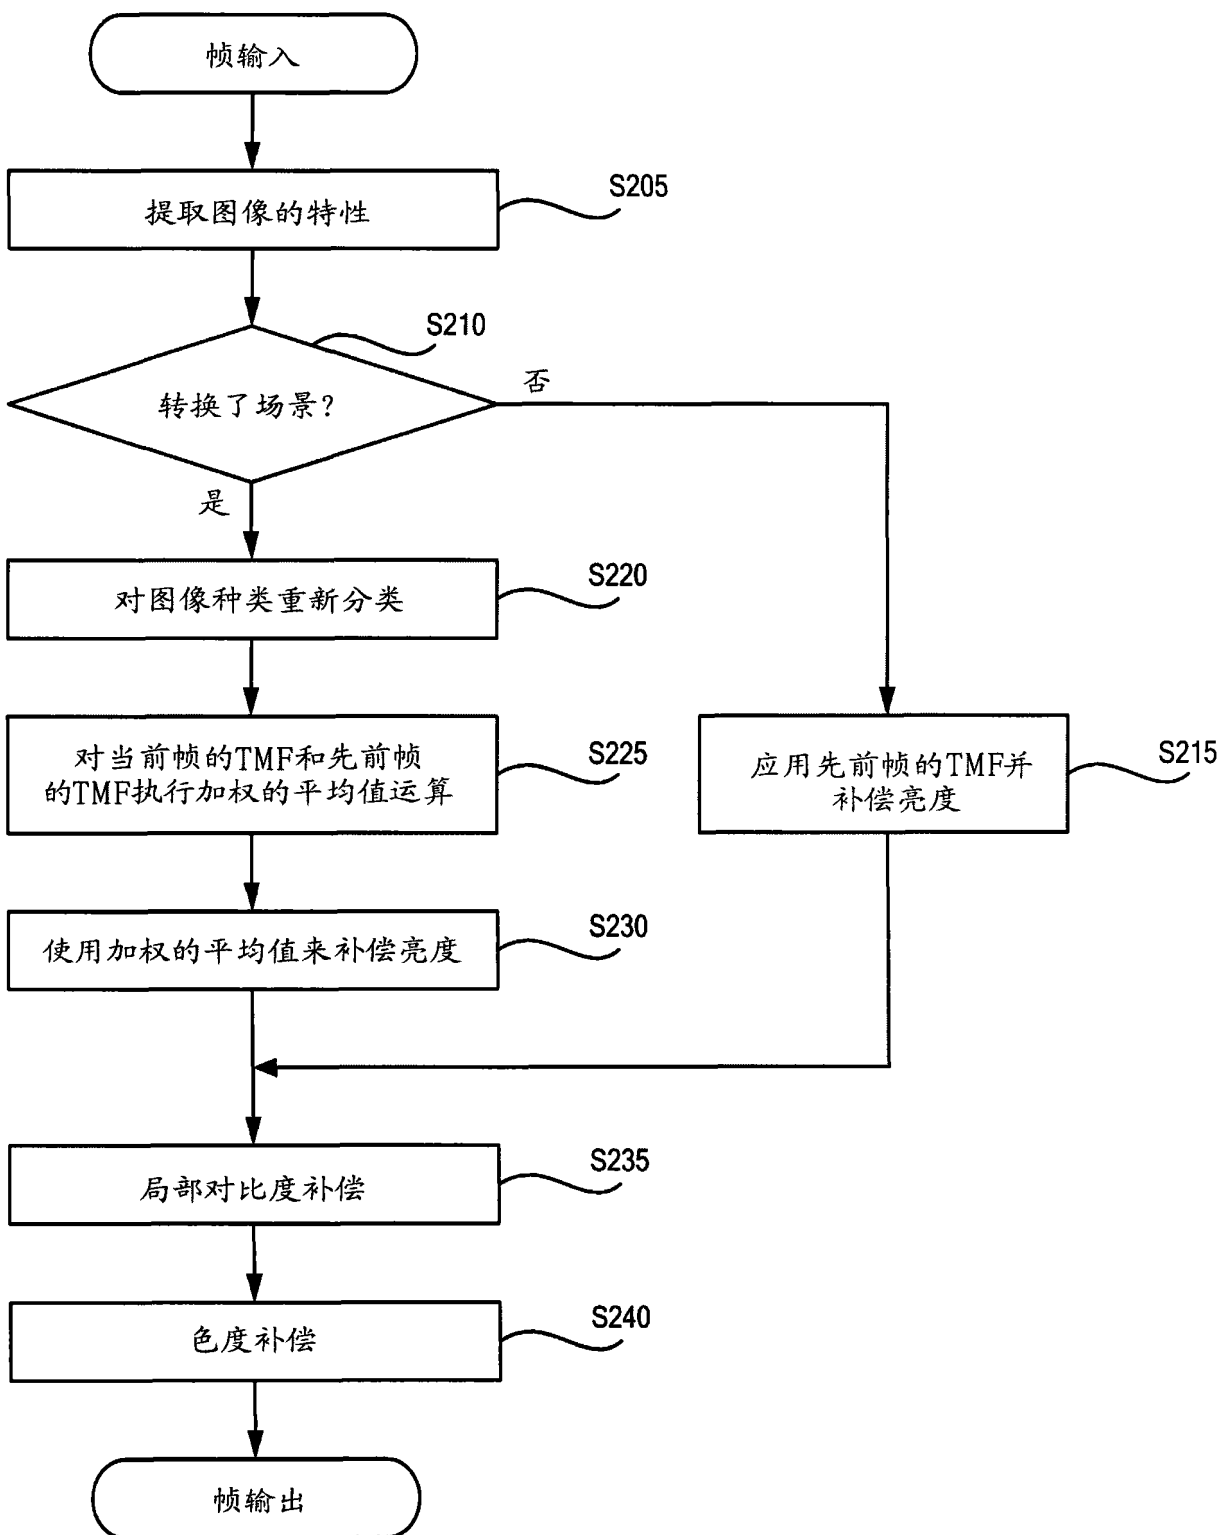 帧输入
提取图像的特性
S205
S210
转换了场景?
否
是
对图像种类重新分类
S220
对当前帧的TMF和先前帧
的TMF执行加权的平均值运算
S225
应用先前帧的TMF并
补偿亮度
S215
使用加权的平均值来补偿亮度
S230
局部对比度补偿
S235
色度补偿
S240
帧输出